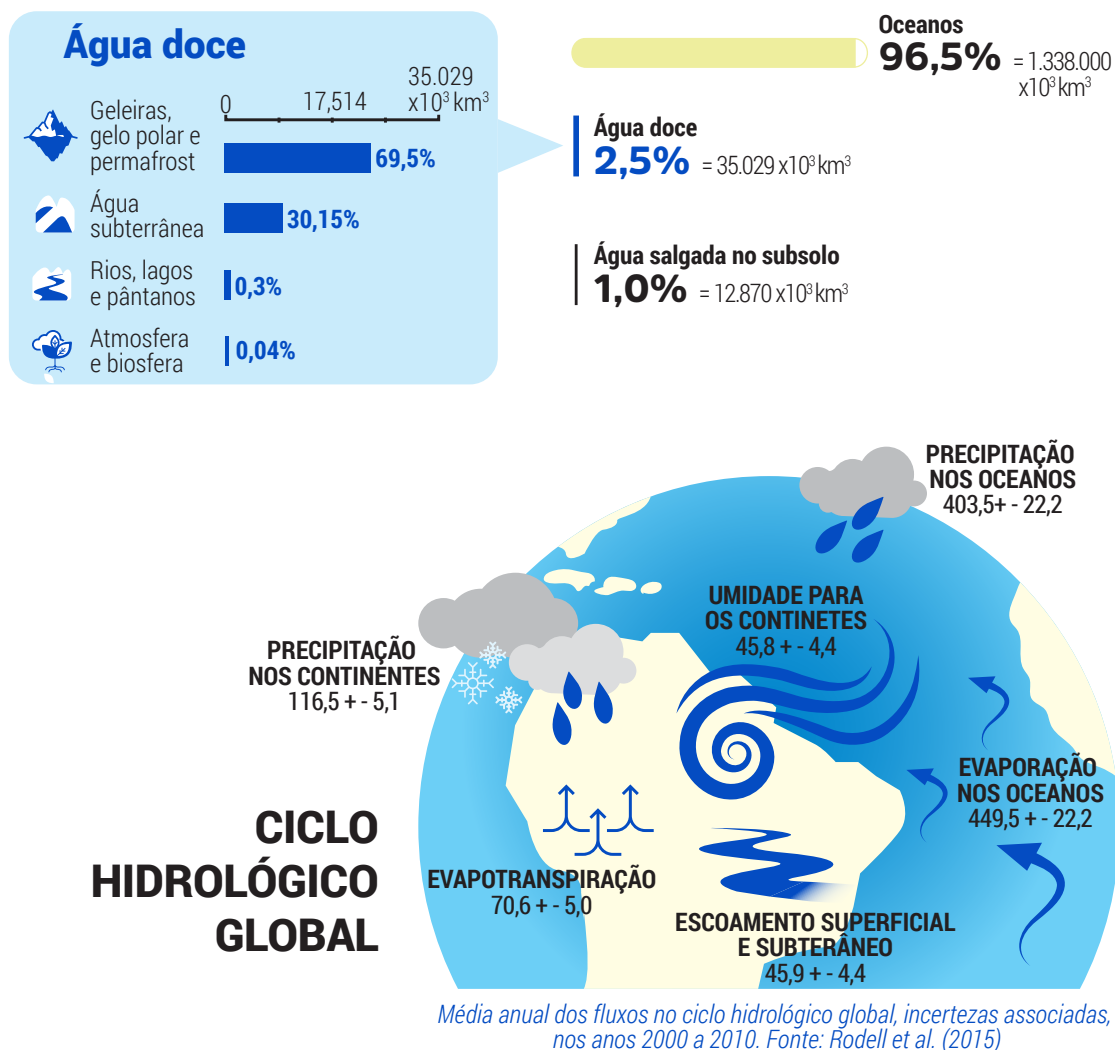 Água doce
0
17,514
35.029
x10³ km³
Geleiras,
gelo polar e
permafrost
69,5%
Água
subterrânea
30,15%
Rios, lagos
e pântanos
0,3%
Atmosfera
e biosfera
0,04%
Oceanos
96,5% = 1.338.000
x10³ km³
Água doce
2,5% = 35.029 x10³ km³
Água salgada no subsolo
1,0% = 12.870 x10³ km³
PRECIPITAÇÃO
NOS OCEANOS
403,5+ - 22,2
UMIDADE PARA
OS CONTINETES
45,8 + - 4,4
PRECIPITAÇÃO
NOS CONTINENTES
116,5 + - 5,1
EVAPORAÇÃO
NOS OCEANOS
449,5 + - 22,2
CICLO
HIDROLÓGICO
GLOBAL
EVAPOTRANSPIRAÇÃO
70,6 + - 5,0
ESCOAMENTO SUPERFICIAL
E SUBTERÂNEO
45,9 + - 4,4
Média anual dos fluxos no ciclo hidrológico global, incertezas associadas,
nos anos 2000 a 2010. Fonte: Rodell et al. (2015)